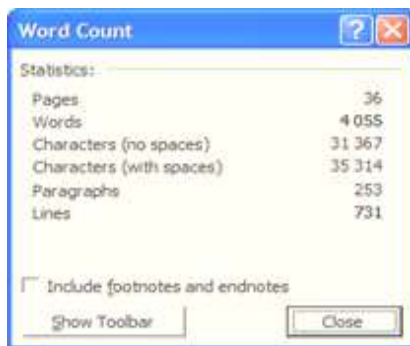 Word Count
Statistics:
Pages 36
Words 4 055
Characters (no spaces) 31 367
Characters (with spaces) 35 314
Paragraphs 253
Lines 731
Include footnotes and endnotes
Show Toolbar Close